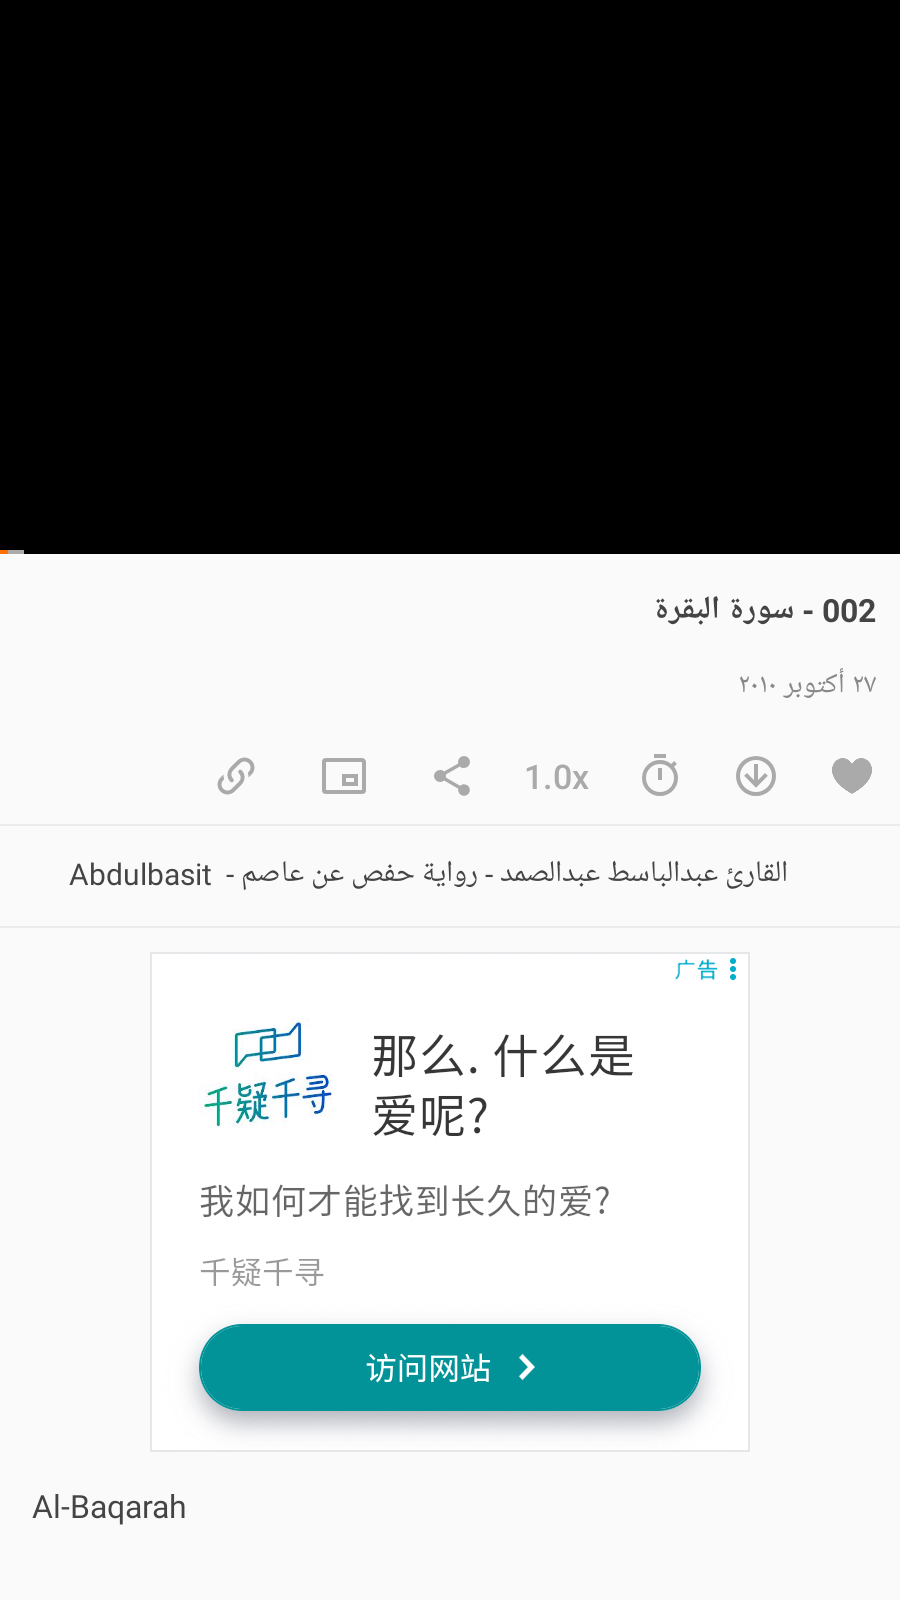 002 - سورة البقرة
٢٧ أكتوبر ٢٠١٠
1.0x
القارئ عبدالباسط عبدالصمد - رواية حفص عن عاصم - Abdulbasit
广告
千疑千寻
那么. 什么是
爱呢?
我如何才能找到长久的爱?
千疑千寻
访问网站
Al-Baqarah